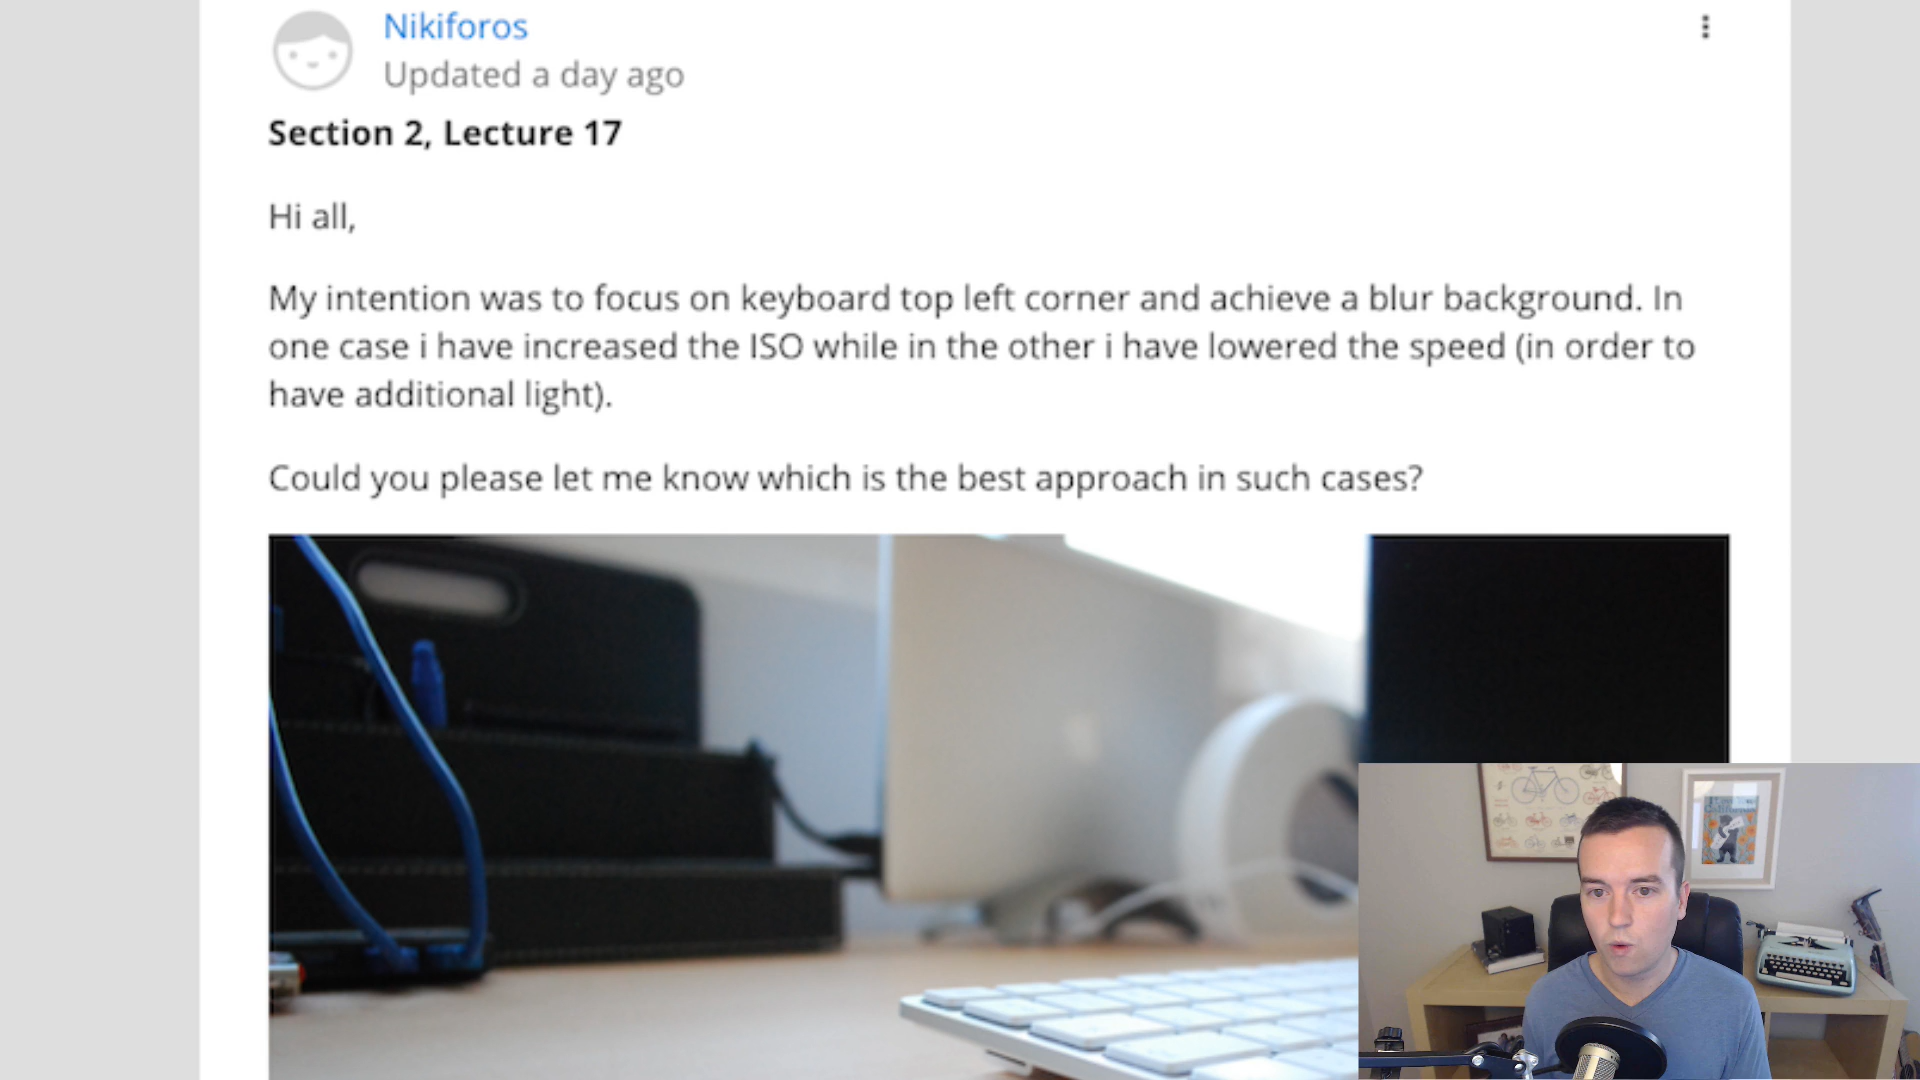 Nikiforos
Updated a day ago
Section 2, Lecture 17
Hi all,
My intention was to focus on keyboard top left corner and achieve a blur background. In
one case i have increased the ISO while in the other i have lowered the speed (in order to
have additional light).
Could you please let me know which is the best approach in such cases?